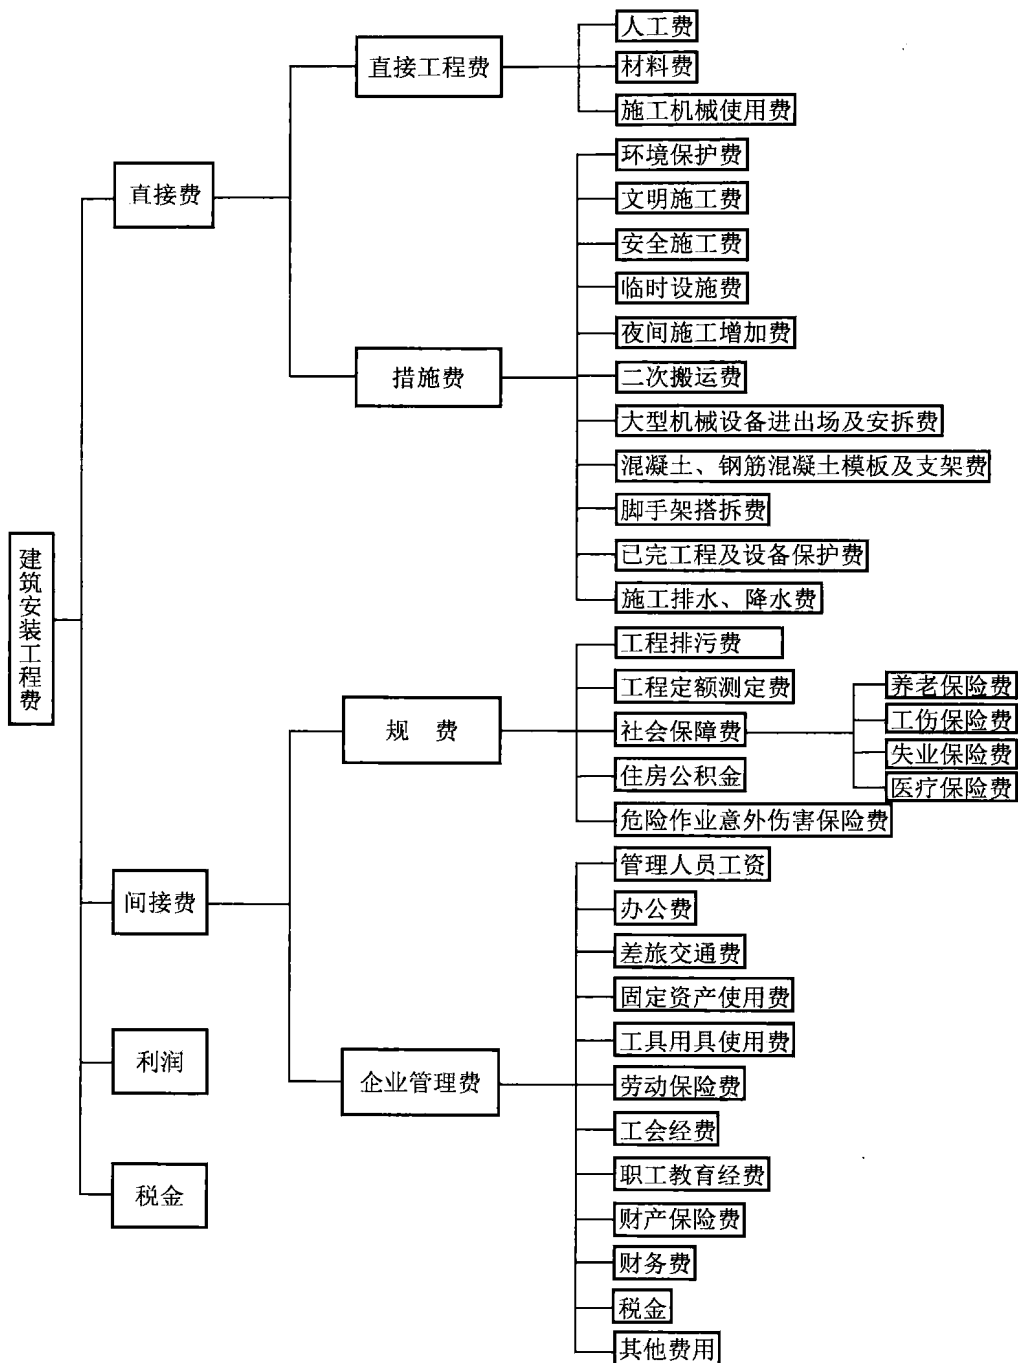 建筑安装工程费
直接费
直接工程费
人工费
材料费
施工机械使用费
措施费
环境保护费
文明施工费
安全施工费
临时设施费
夜间施工增加费
二次搬运费
大型机械设备进出场及安拆费
混凝土、钢筋混凝土模板及支架费
脚手架搭拆费
已完工程及设备保护费
施工排水、降水费
间接费
规 费
工程排污费
工程定额测定费
社会保障费
养老保险费
工伤保险费
失业保险费
医疗保险费
住房公积金
危险作业意外伤害保险费
企业管理费
管理人员工资
办公费
差旅交通费
固定资产使用费
工具用具使用费
劳动保险费
工会经费
职工教育经费
财产保险费
财务费
税金
其他费用
利润
税金